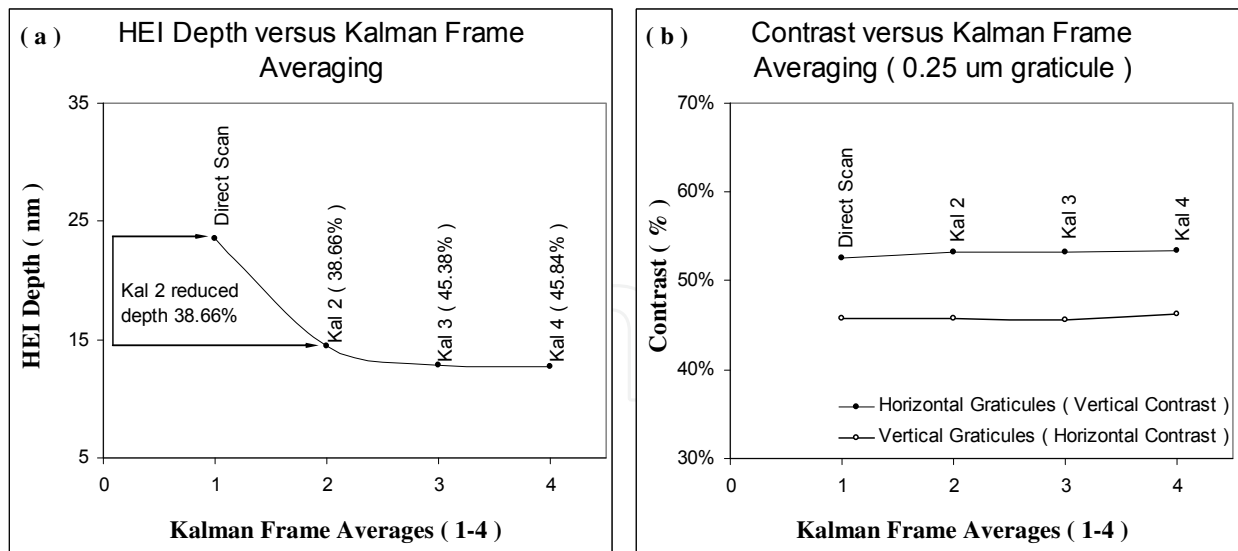 ( a )
HEI Depth versus Kalman Frame
Averaging
HEI Depth ( nm )
35
25
15
5
Direct Scan
Kal 2 ( 38.66% )
Kal 3 ( 45.38% )
Kal 4 ( 45.84% )
Kal 2 reduced
depth 38.66%
0 1 2 3 4
Kalman Frame Averages ( 1-4 )
( b )
Contrast versus Kalman Frame
Averaging ( 0.25 um graticule )
Contrast ( % )
70%
60%
50%
40%
30%
Direct Scan
Kal 2
Kal 3
Kal 4
Horizontal Graticules ( Vertical Contrast )
Vertical Graticules ( Horizontal Contrast )
0 1 2 3 4
Kalman Frame Averages ( 1-4 )